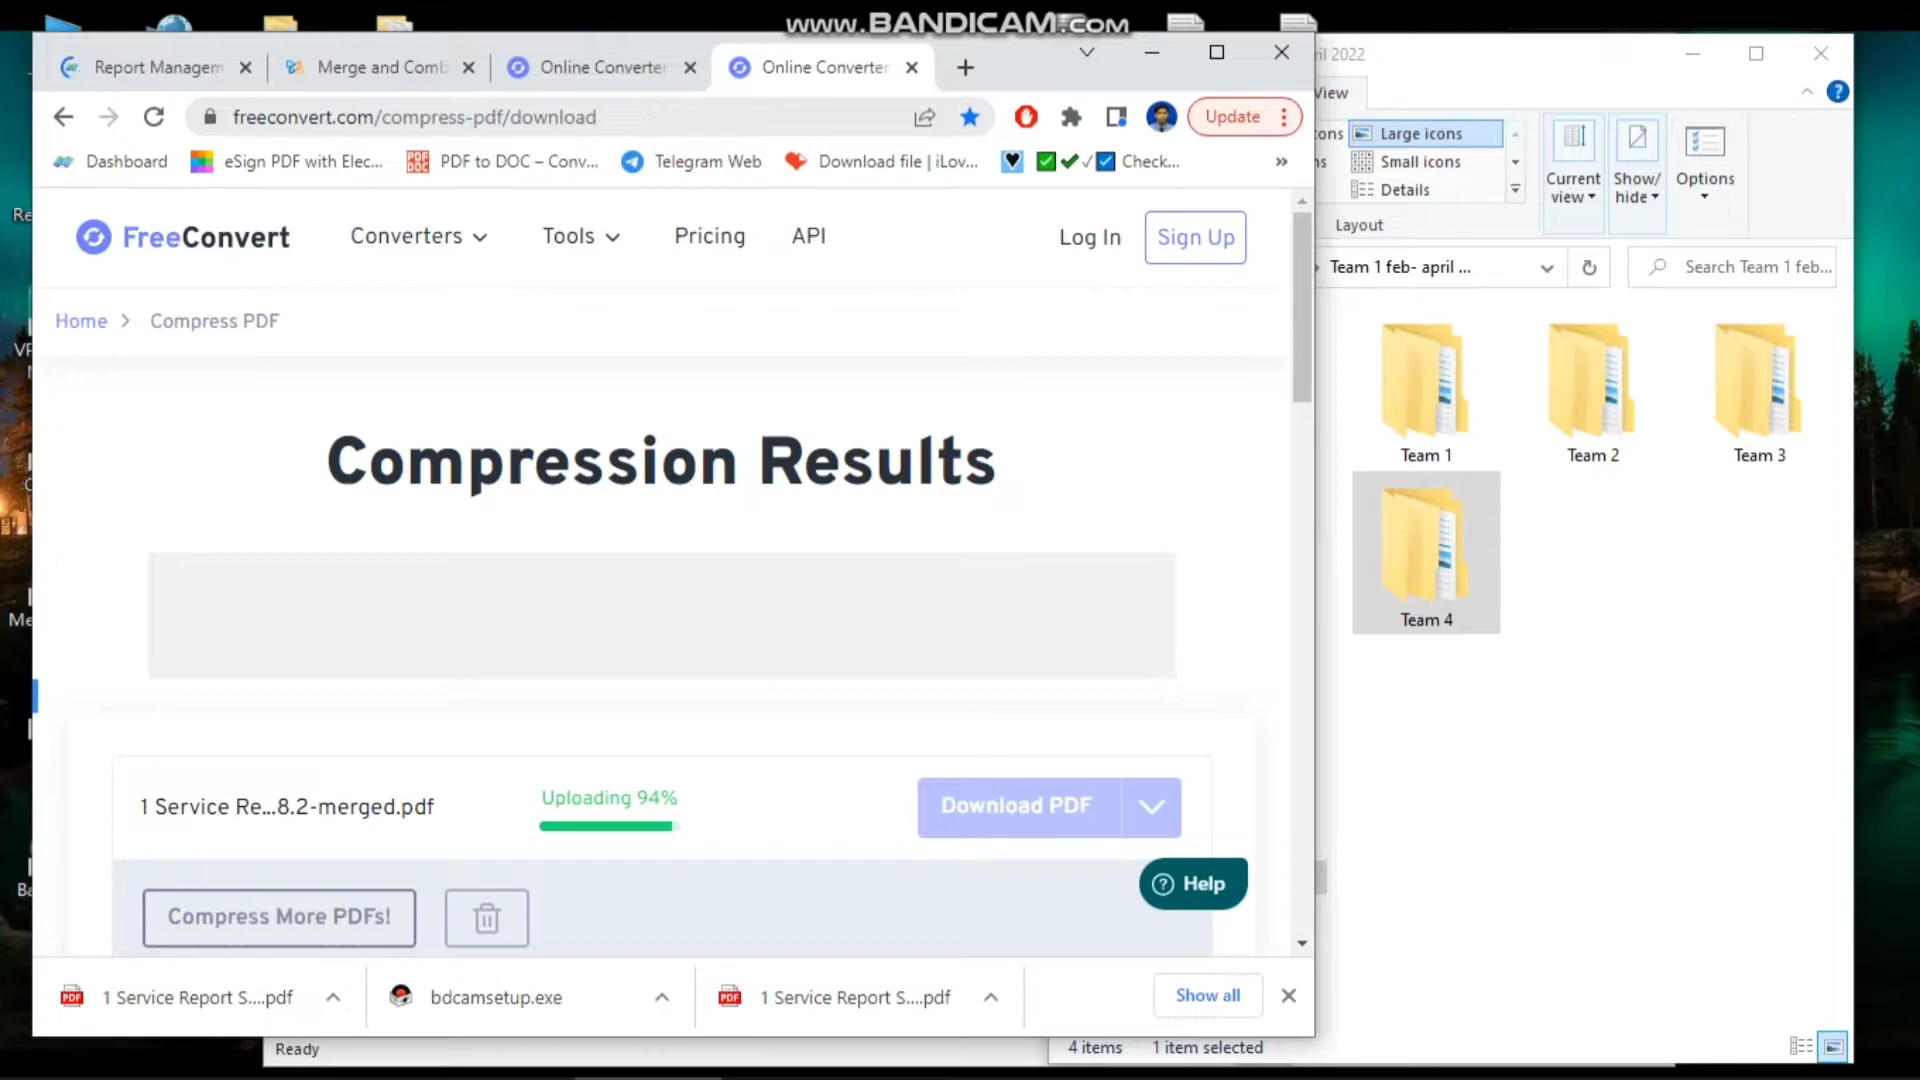 www.BANDICAM.com
Report Managem
Merge and Comb
Online Converter
Online Converter
freeconvert.com/compress-pdf/download
Update
Dashboard
eSign PDF with Elec...
PDF to DOC – Conv...
Telegram Web
Download file | iLov...
Check...
»
FreeConvert
Converters
Tools
Pricing
API
Log In
Sign Up
Home > Compress PDF
Compression Results
1 Service Re...8.2-merged.pdf
Uploading 94%
Download PDF
Help
Compress More PDFs!
1 Service Report S....pdf
bdcamsetup.exe
1 Service Report S....pdf
Show all
Ready
2022
View
Large icons
Small icons
Details
Current view
Show/ hide
Options
Layout
Team 1 feb- april ...
Search Team 1 feb...
Team 1
Team 2
Team 3
Team 4
4 items
1 item selected